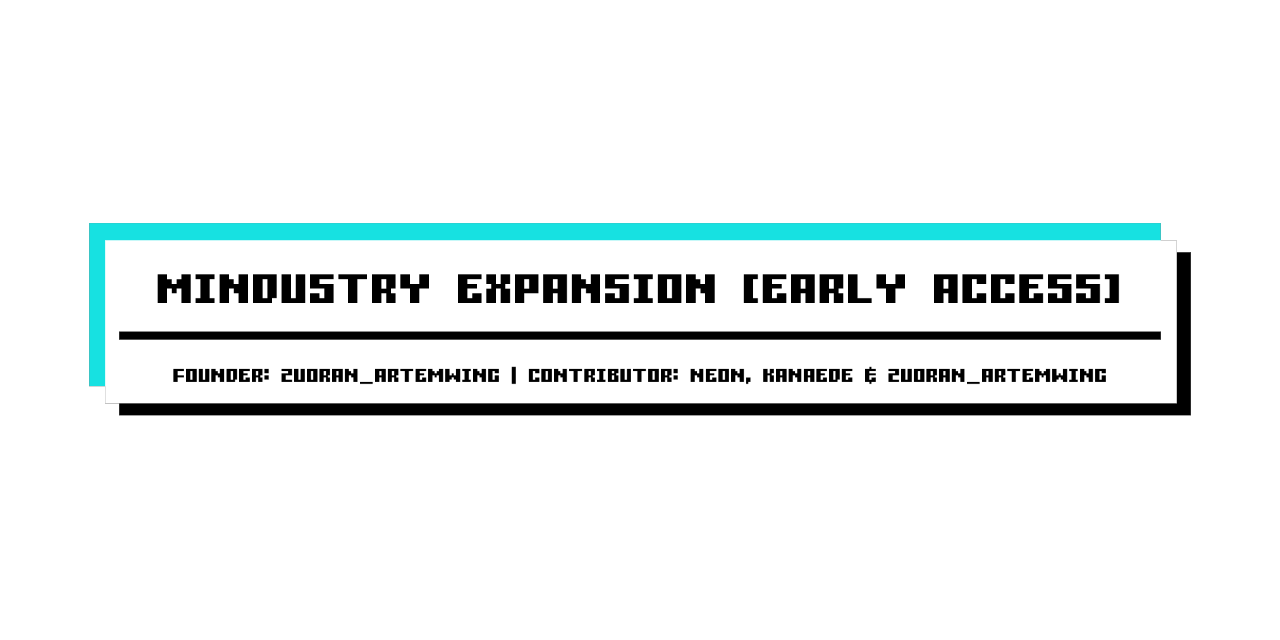 MINDUSTRY EXPANSION [EARLY ACCESS]
FOUNDER: ZUORAN_ARTEMWING | CONTRIBUTOR: NEON, KANAEDE & ZUORAN_ARTEMWING